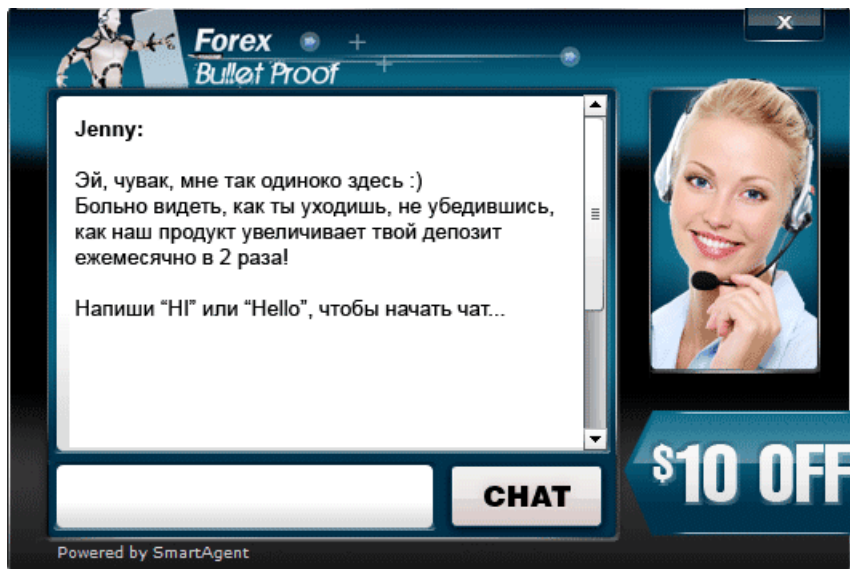 x
Forex
Bullet Proof
Jenny:
Эй, чувак, мне так одиноко здесь :)
Больно видеть, как ты уходишь, не убедившись,
как наш продукт увеличивает твой депозит
ежемесячно в 2 раза!
Напиши “HI” или “Hello”, чтобы начать чат...
$10 OFF
CHAT
Powered by SmartAgent